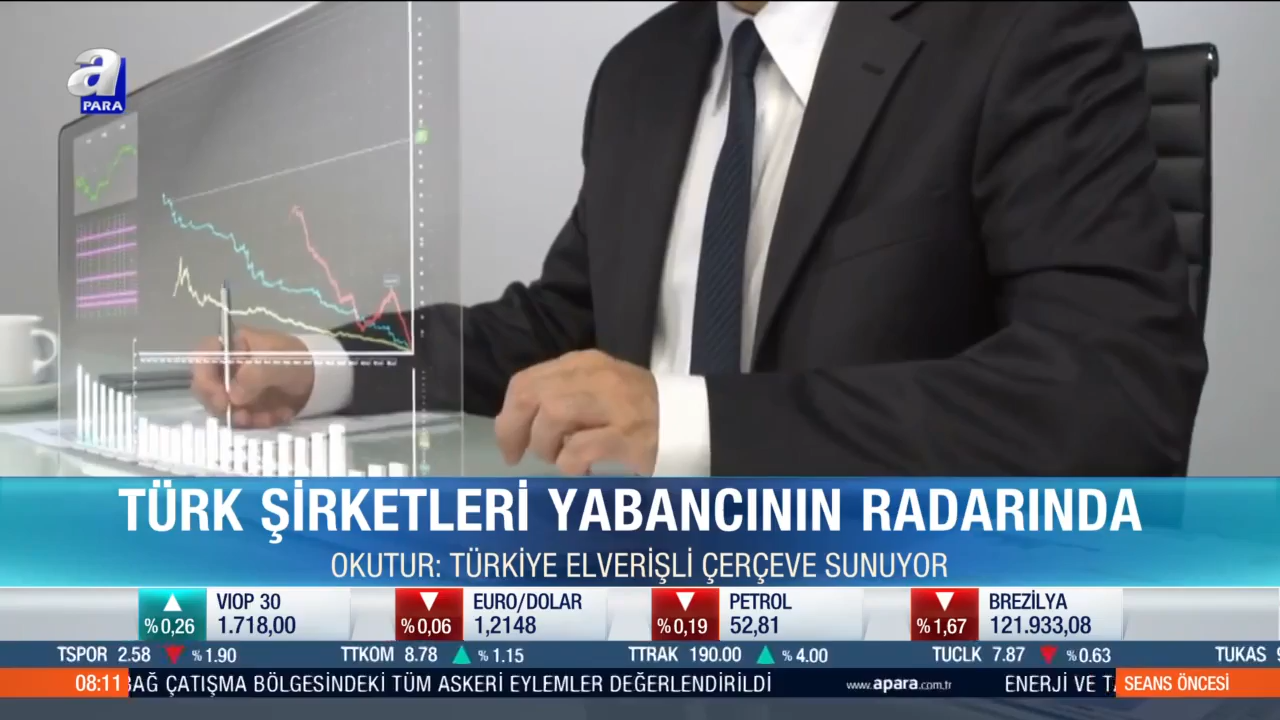 a
PARA
TÜRK ŞİRKETLERİ YABANCININ RADARINDA
OKUTUR: TÜRKİYE ELVERİŞLİ ÇERÇEVE SUNUYOR
%0,26 VIOP 30 1.718,00
%0,06 EURO/DOLAR 1,2148
%0,19 PETROL 52,81
%1,67 BREZİLYA 121.933,08
TSPOR 2.58 %1.90 TTKOM 8.78 %1.15 TTRAK 190.00 %4.00 TUCLK 7.87 %0.63 TUKAS
08:11 BAĞ ÇATIŞMA BÖLGESİNDEKİ TÜM ASKERİ EYLEMLER DEĞERLENDİRİLDİ www.apara.com.tr ENERJİ VE SEANS ÖNCESİ